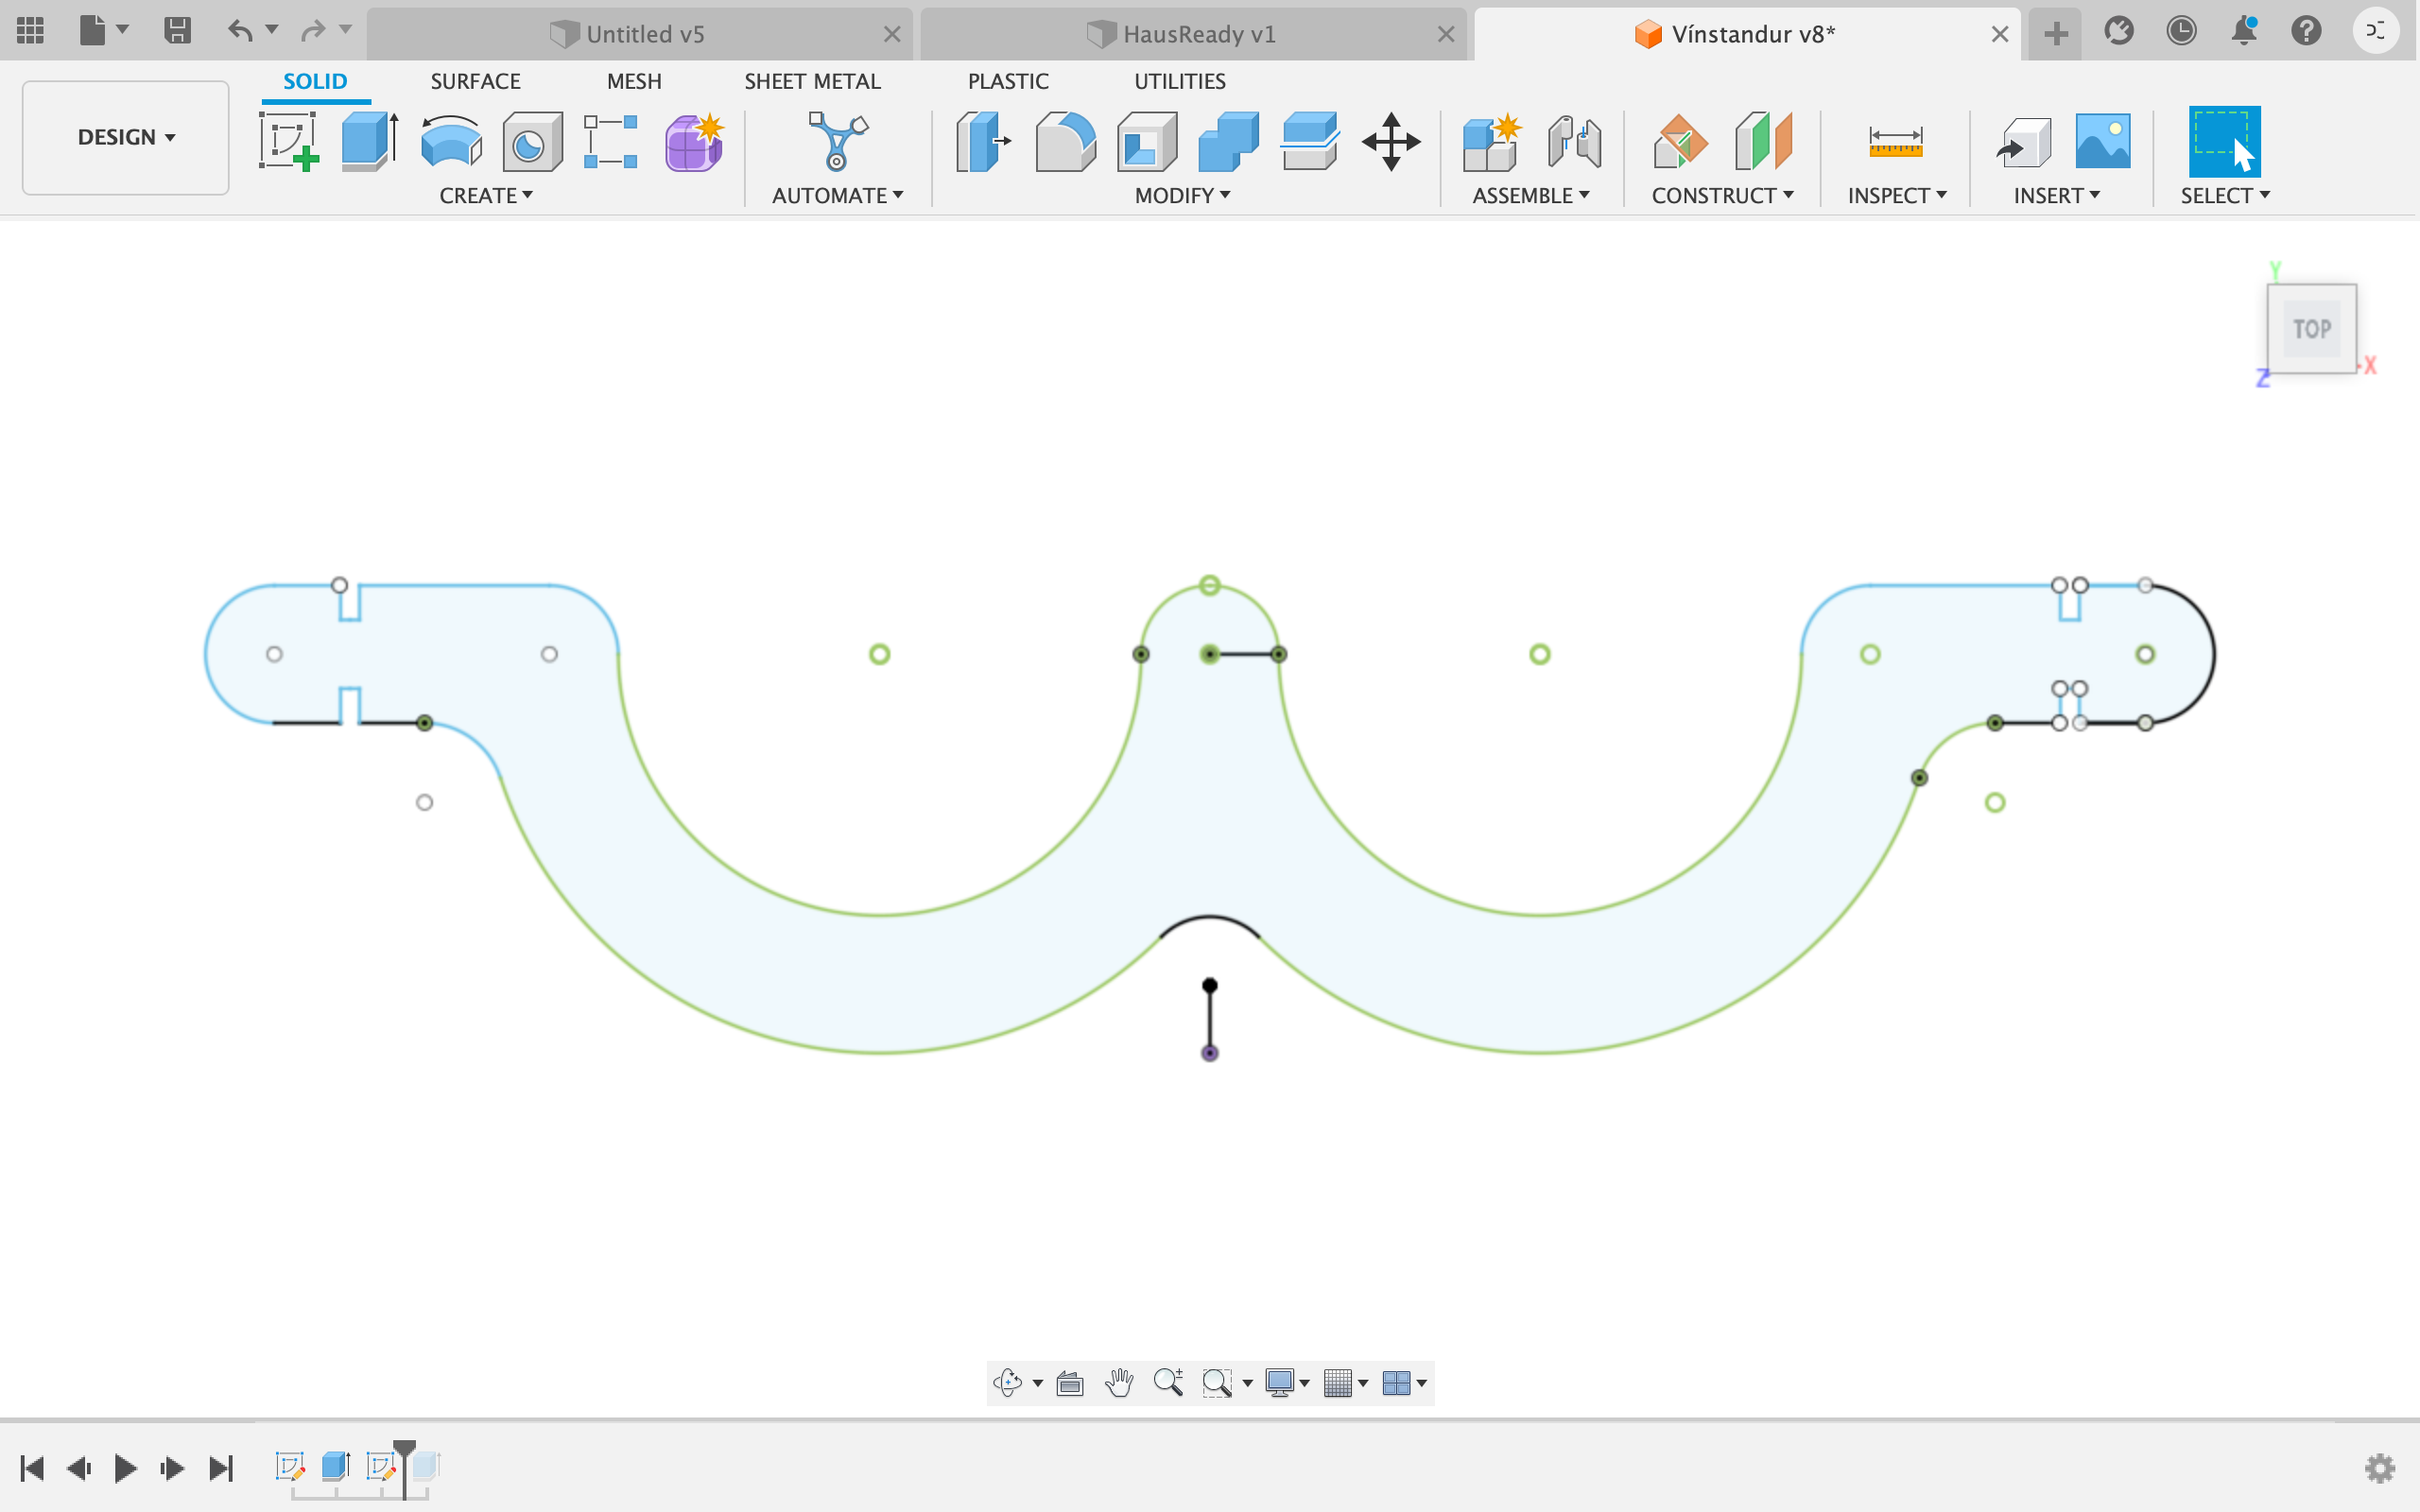 Untitled v5
HausReady v1
Vínstandur v8*
SOLID
SURFACE
MESH
SHEET METAL
PLASTIC
UTILITIES
DESIGN
CREATE
AUTOMATE
MODIFY
ASSEMBLE
CONSTRUCT
INSPECT
INSERT
SELECT
Y
TOP
X
Z